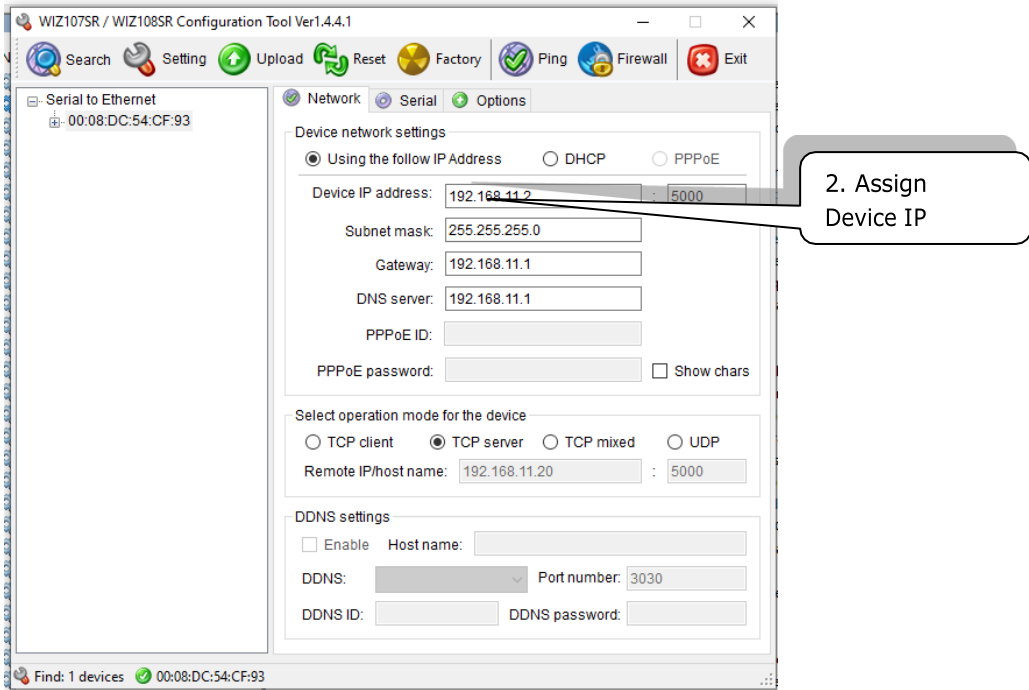 WIZ107SR / WIZ108SR Configuration Tool Ver1.4.4.1
Search Setting Upload Reset Factory Ping Firewall Exit
Serial to Ethernet
00:08:DC:54:CF:93
Network Serial Options
Device network settings
Using the follow IP Address DHCP PPPoE
Device IP address: 192.168.11.2 : 5000
Subnet mask: 255.255.255.0
Gateway: 192.168.11.1
DNS server: 192.168.11.1
PPPoE ID:
PPPoE password: Show chars
Select operation mode for the device
TCP client TCP server TCP mixed UDP
Remote IP/host name: 192.168.11.20 : 5000
DDNS settings
Enable Host name:
DDNS: Port number: 3030
DDNS ID: DDNS password:
Find: 1 devices 00:08:DC:54:CF:93
2. Assign
Device IP